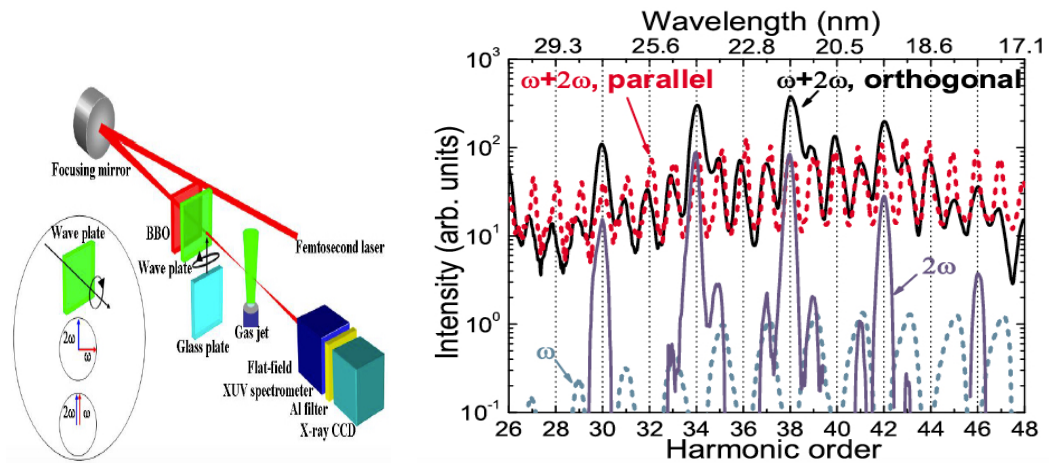 Focusing mirror
Wave plate
BBO
Femtosecond laser
Wave plate
Glass plate
Gas jet
2ω
ω
2ω ω
Flat-field
XUV spectrometer
Al filter
X-ray CCD
Wavelength (nm)
29.3 25.6 22.8 20.5 18.6 17.1
ω+2ω, parallel
ω+2ω, orthogonal
Intensity (arb. units)
10³
10²
10¹
10⁰
10⁻¹
2ω
ω
26 28 30 32 34 36 38 40 42 44 46 48
Harmonic order